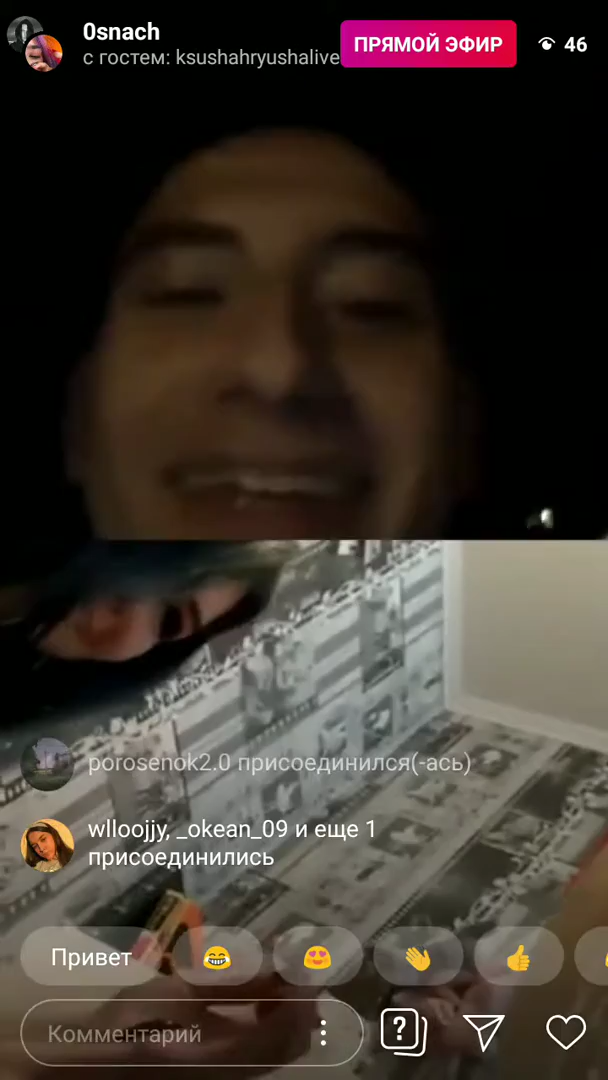 0snach
с гостем: ksushahryushalive
ПРЯМОЙ ЭФИР
46
porosenok2.0 присоединился(-ась)
wlloojjy, _okean_09 и еще 1
присоединились
Привет
Комментарий